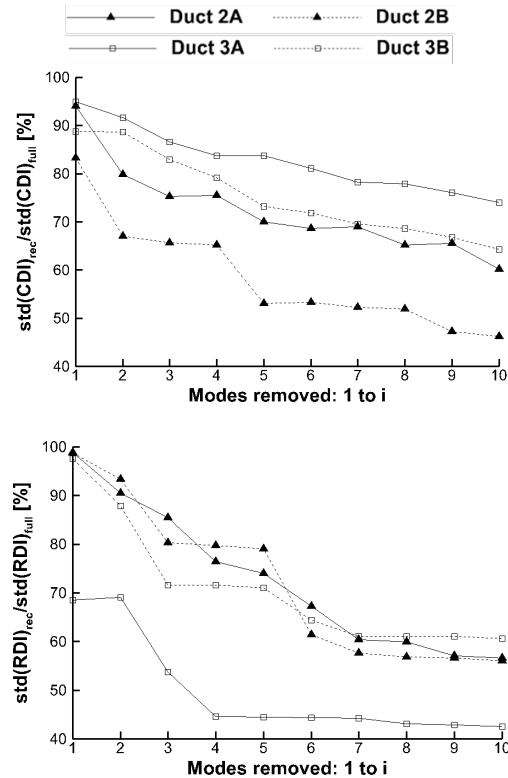 Duct 2A Duct 2B
Duct 3A Duct 3B
100
90
80
70
60
50
40
std(CDI)rec/std(CDI)full [%]
1 2 3 4 5 6 7 8 9 10
Modes removed: 1 to i
100
90
80
70
60
50
40
std(RDI)rec/std(RDI)full [%]
1 2 3 4 5 6 7 8 9 10
Modes removed: 1 to i